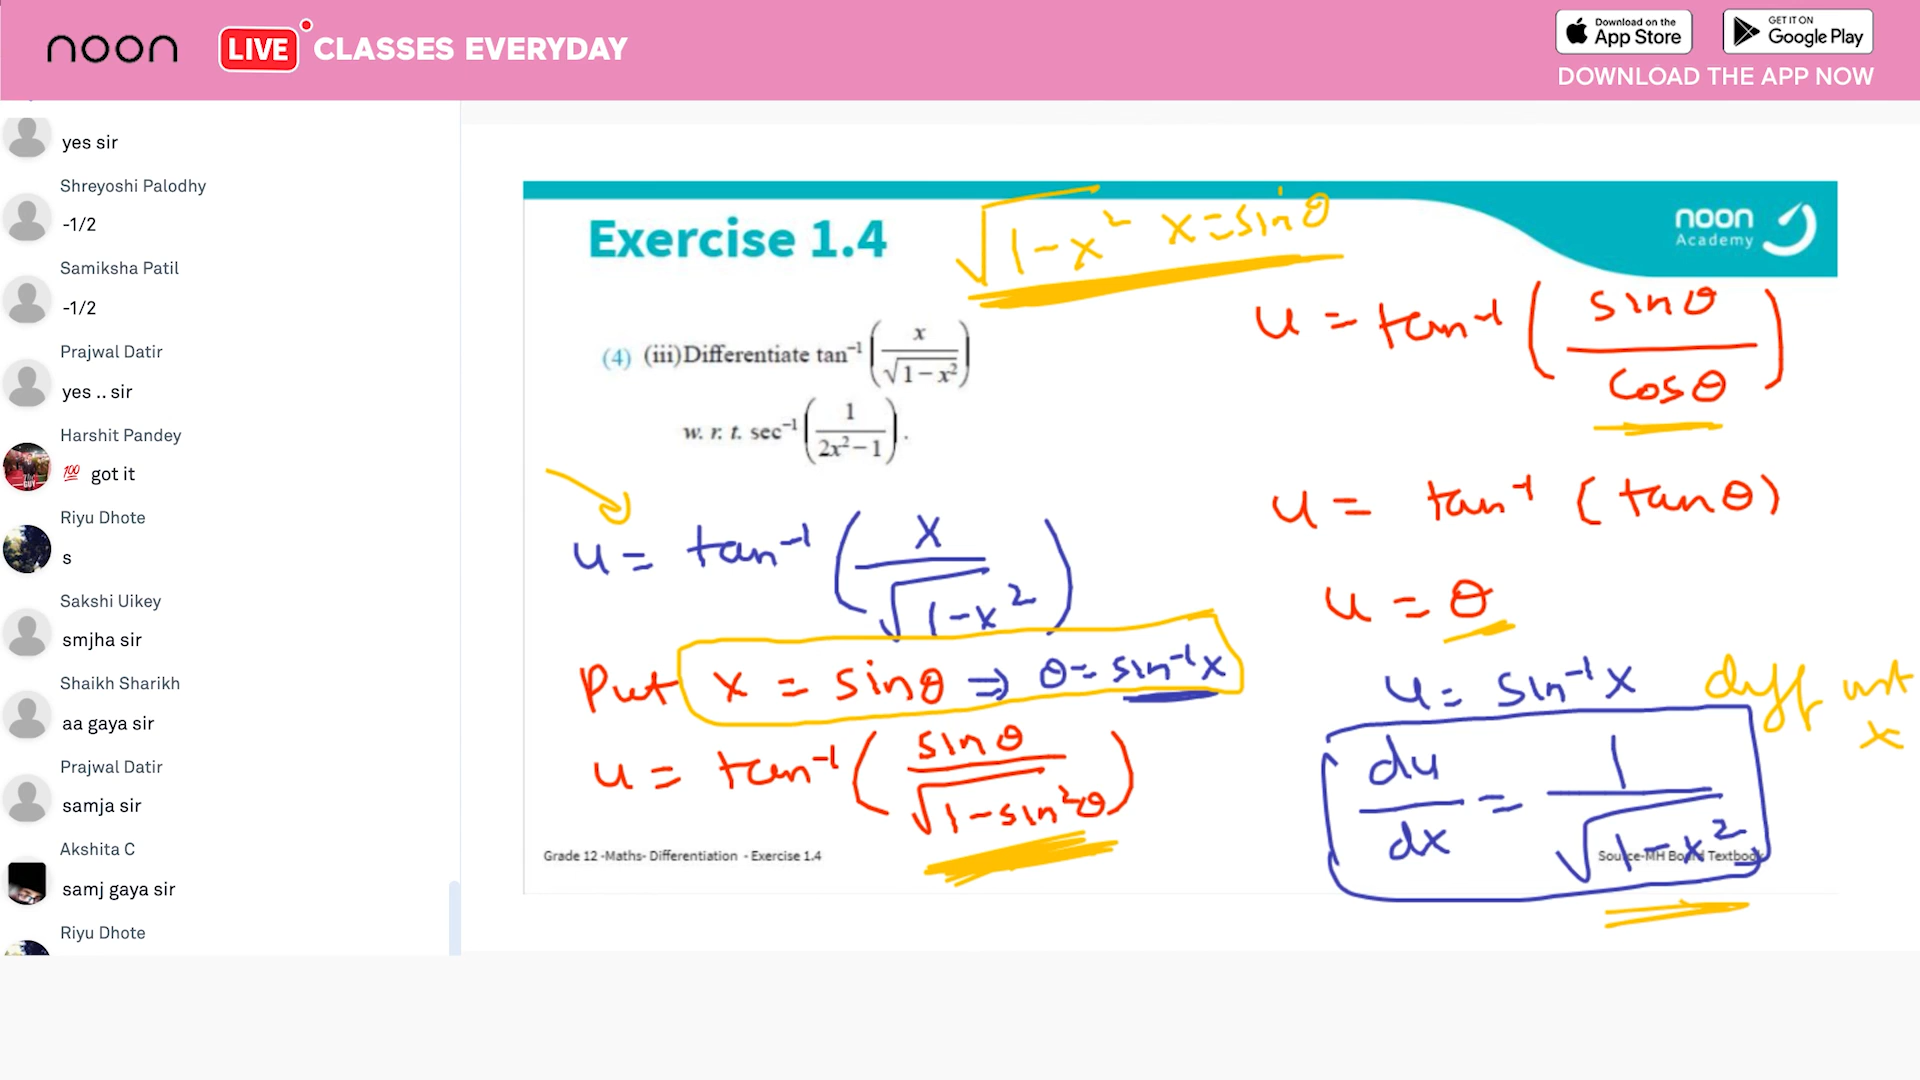 noon LIVE CLASSES EVERYDAY
Download on the App Store
GET IT ON Google Play
DOWNLOAD THE APP NOW
yes sir
Shreyoshi Palodhy
-1/2
Samiksha Patil
-1/2
Prajwal Datir
yes .. sir
Harshit Pandey
💯 got it
Riyu Dhote
s
Sakshi Uikey
smjha sir
Shaikh Sharikh
aa gaya sir
Prajwal Datir
samja sir
Akshita C
samj gaya sir
Riyu Dhote
Exercise 1.4
√(1-x²) x=sinθ
noon Academy
(4) (iii)Differentiate tan⁻¹(x/√(1-x²))
w. r. t. sec⁻¹(1/(2x²-1)).
u = tan⁻¹(x/√(1-x²))
Put x = sinθ ⇒ θ= sin⁻¹x
u = tan⁻¹(sinθ/√(1-sin²θ))
u = tan⁻¹(sinθ/cosθ)
u = tan⁻¹(tanθ)
u = θ
u= sin⁻¹x diff wrt x
du/dx = 1/√(1-x²)
Grade 12 -Maths- Differentiation - Exercise 1.4
Source-MH Board Textbook